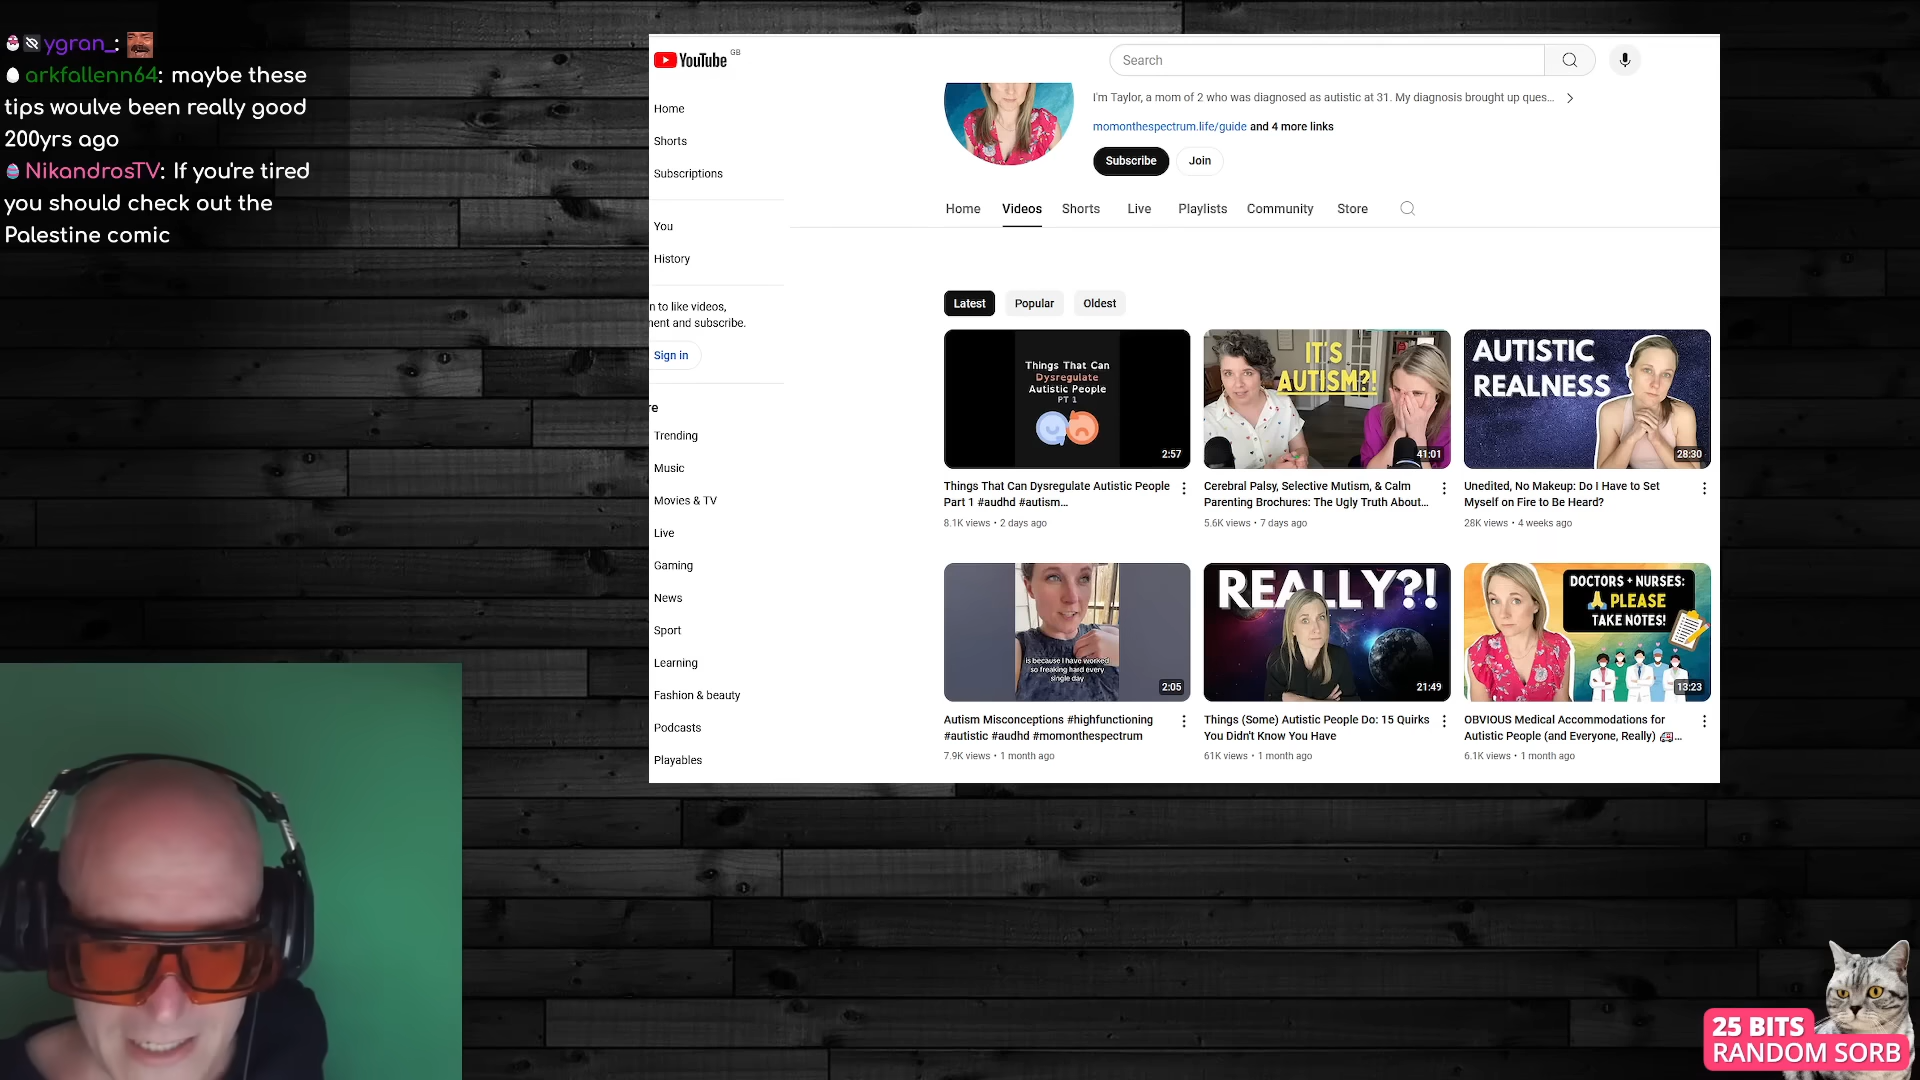 ygran_:
arkfallenn64: maybe these
tips woulve been really good
200yrs ago
NikandrosTV: If you're tired
you should check out the
Palestine comic
YouTube GB
Search
Home
Shorts
Subscriptions
You
History
n to like videos,
nent and subscribe.
Sign in
re
Trending
Music
Movies & TV
Live
Gaming
News
Sport
Learning
Fashion & beauty
Podcasts
Playables
I'm Taylor, a mom of 2 who was diagnosed as autistic at 31. My diagnosis brought up ques...
momonthespectrum.life/guide and 4 more links
Subscribe
Join
Home
Videos
Shorts
Live
Playlists
Community
Store
Latest
Popular
Oldest
Things That Can
Dysregulate
Autistic People
PT 1
2:57
Things That Can Dysregulate Autistic People
Part 1 #audhd #autism...
8.1K views • 2 days ago
IT'S
AUTISM?!
41:01
Cerebral Palsy, Selective Mutism, & Calm
Parenting Brochures: The Ugly Truth About...
5.6K views • 7 days ago
AUTISTIC
REALNESS
28:30
Unedited, No Makeup: Do I Have to Set
Myself on Fire to Be Heard?
28K views • 4 weeks ago
is because I have worked
so freaking hard every
single day
2:05
Autism Misconceptions #highfunctioning
#autistic #audhd #momonthespectrum
7.9K views • 1 month ago
REALLY?!
21:49
Things (Some) Autistic People Do: 15 Quirks
You Didn't Know You Have
61K views • 1 month ago
DOCTORS + NURSES:
🙏 PLEASE
TAKE NOTES!
13:23
OBVIOUS Medical Accommodations for
Autistic People (and Everyone, Really) 🚑...
6.1K views • 1 month ago
25 BITS
RANDOM SORB